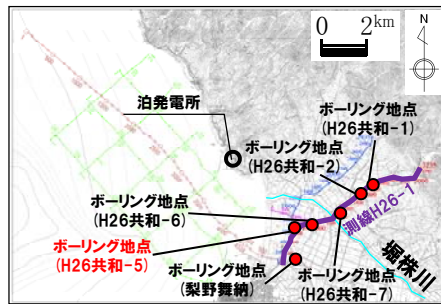 0 2km
N
泊発電所
ボーリング地点
(H26共和-1)
ボーリング地点
(H26共和-2)
ボーリング地点
(H26共和-6)
ボーリング地点
(H26共和-5)
ボーリング地点
(梨野舞納)
ボーリング地点
(H26共和-7)
測線H26-1
堀株川